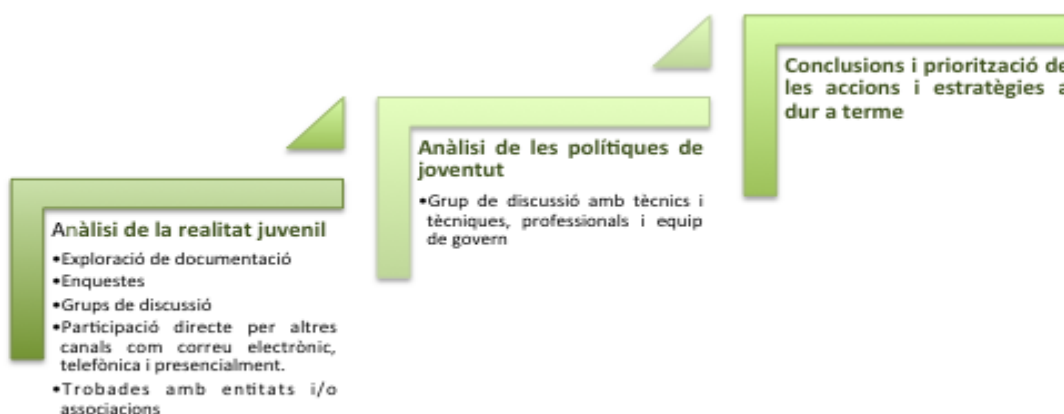 Anàlisi de la realitat juvenil
•Exploració de documentació
•Enquestes
•Grups de discussió
•Participació directe per altres
canals com correu electrònic,
telefònica i presencialment.
•Trobades amb entitats i/o
associacions
Anàlisi de les polítiques de
joventut
•Grup de discussió amb tècnics i
tècniques, professionals i equip
de govern
Conclusions i priorització de
les accions i estratègies a
dur a terme